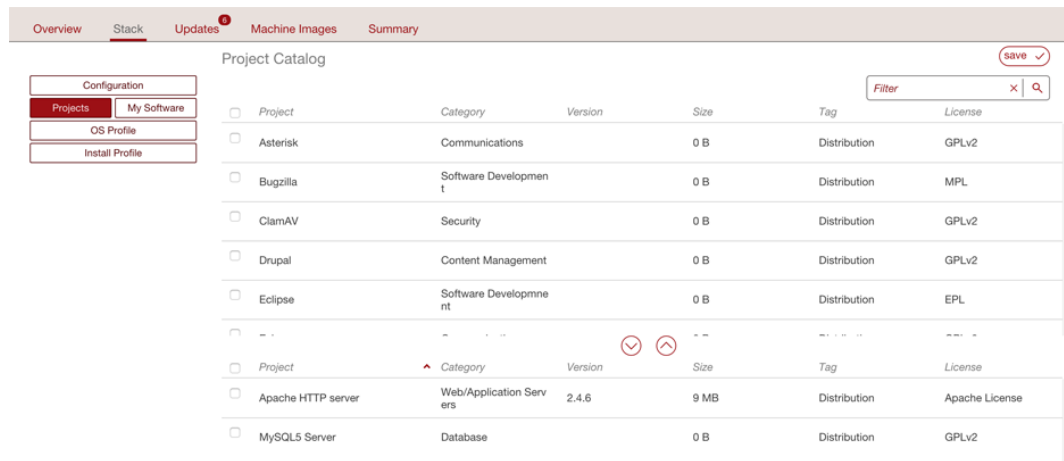 Overview Stack Updates 6 Machine Images Summary
Project Catalog save
Configuration
Projects My Software
OS Profile
Install Profile
Filter
Project Category Version Size Tag License
Asterisk Communications 0 B Distribution GPLv2
Bugzilla Software Developmen
t 0 B Distribution MPL
ClamAV Security 0 B Distribution GPLv2
Drupal Content Management 0 B Distribution GPLv2
Eclipse Software Developmne
nt 0 B Distribution EPL
Project Category Version Size Tag License
Apache HTTP server Web/Application Serv
ers 2.4.6 9 MB Distribution Apache License
MySQL5 Server Database 0 B Distribution GPLv2